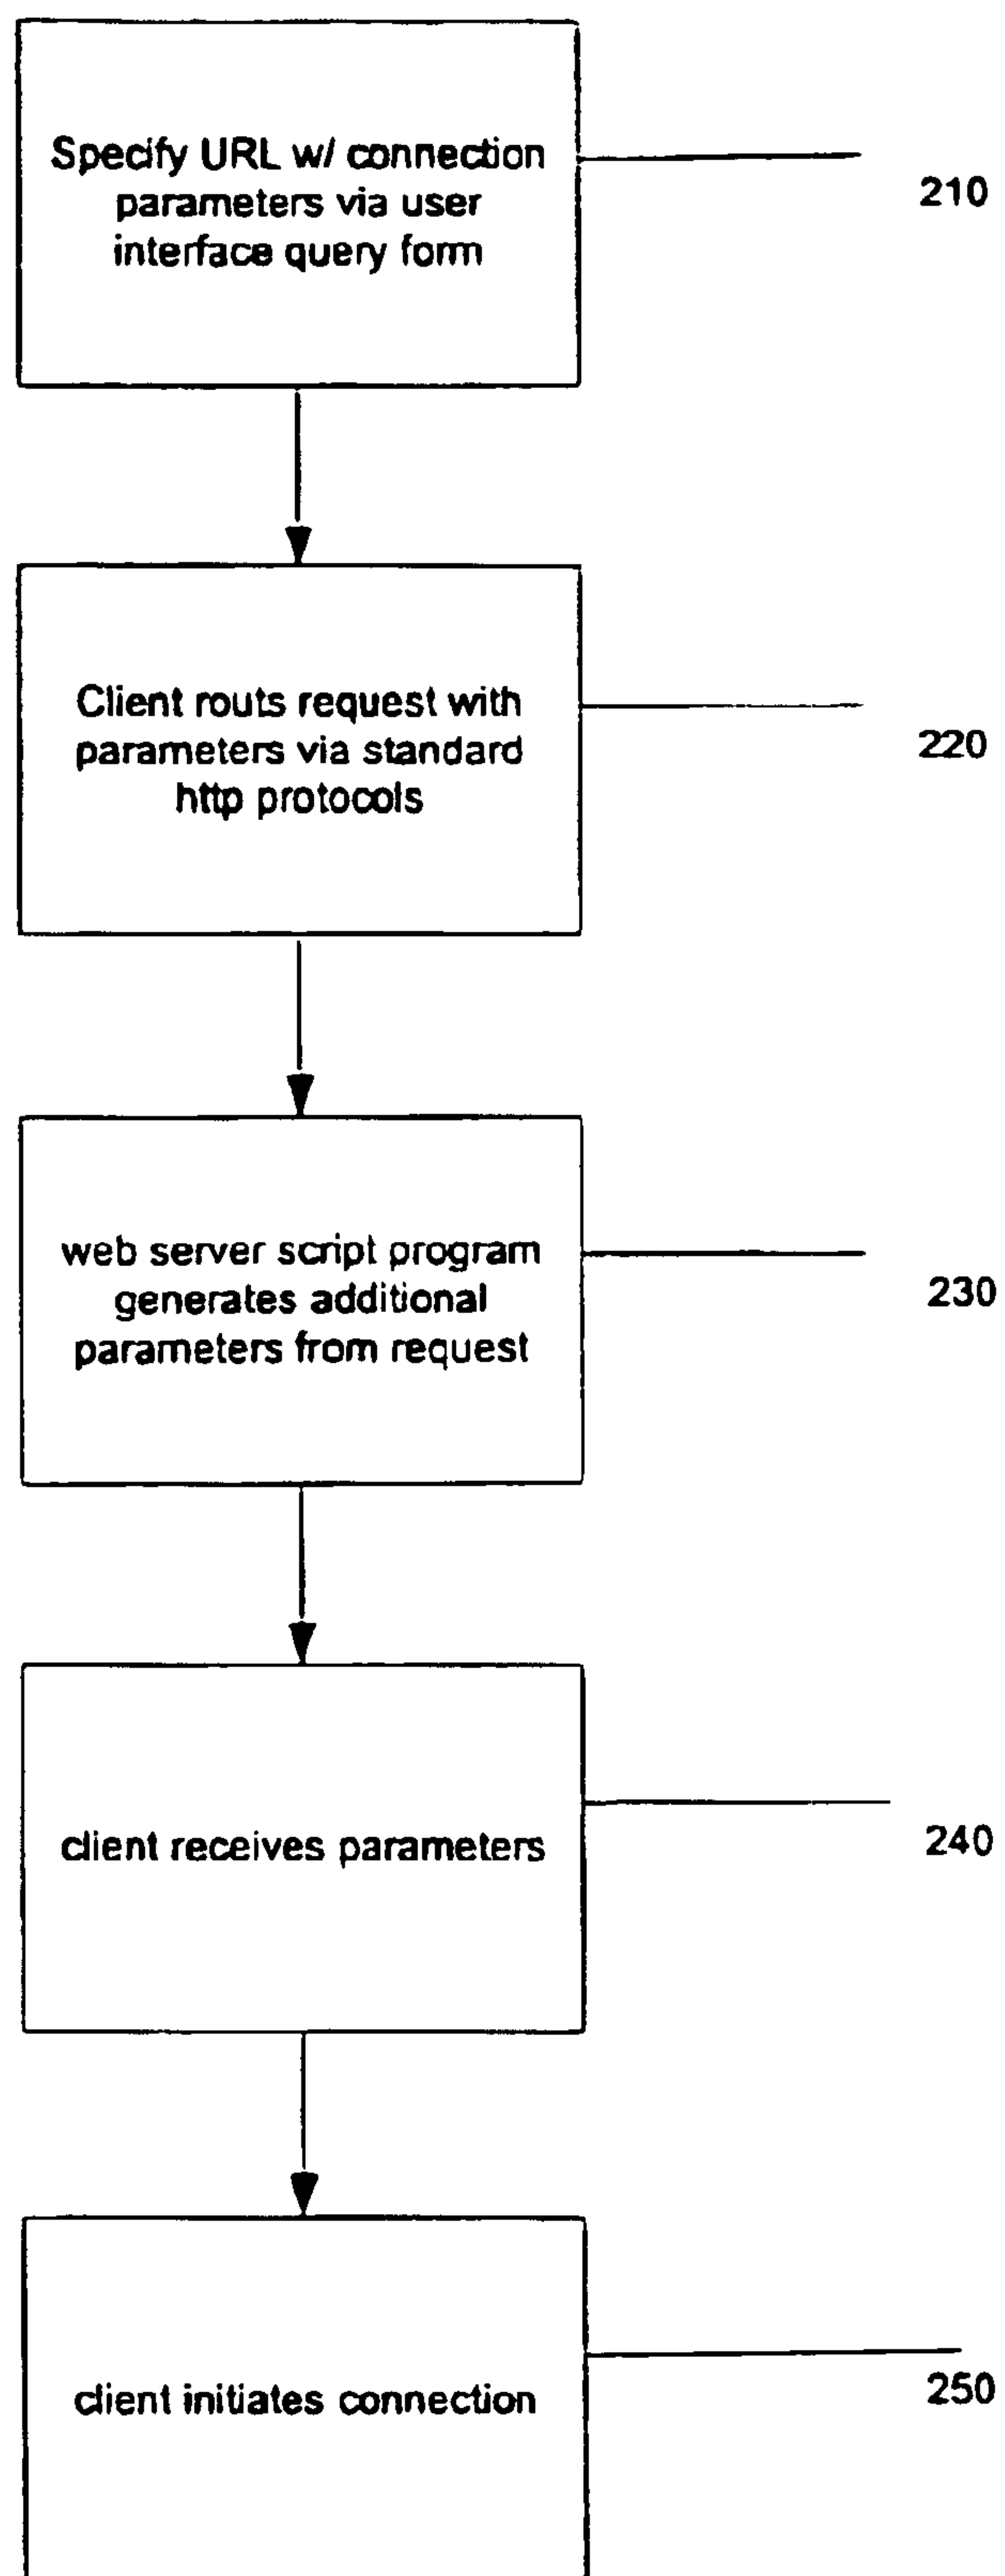 Specify URL w/ connection
parameters via user
interface query form
210
Client routs request with
parameters via standard
http protocols
220
web server script program
generates additional
parameters from request
230
client receives parameters
240
client initiates connection
250